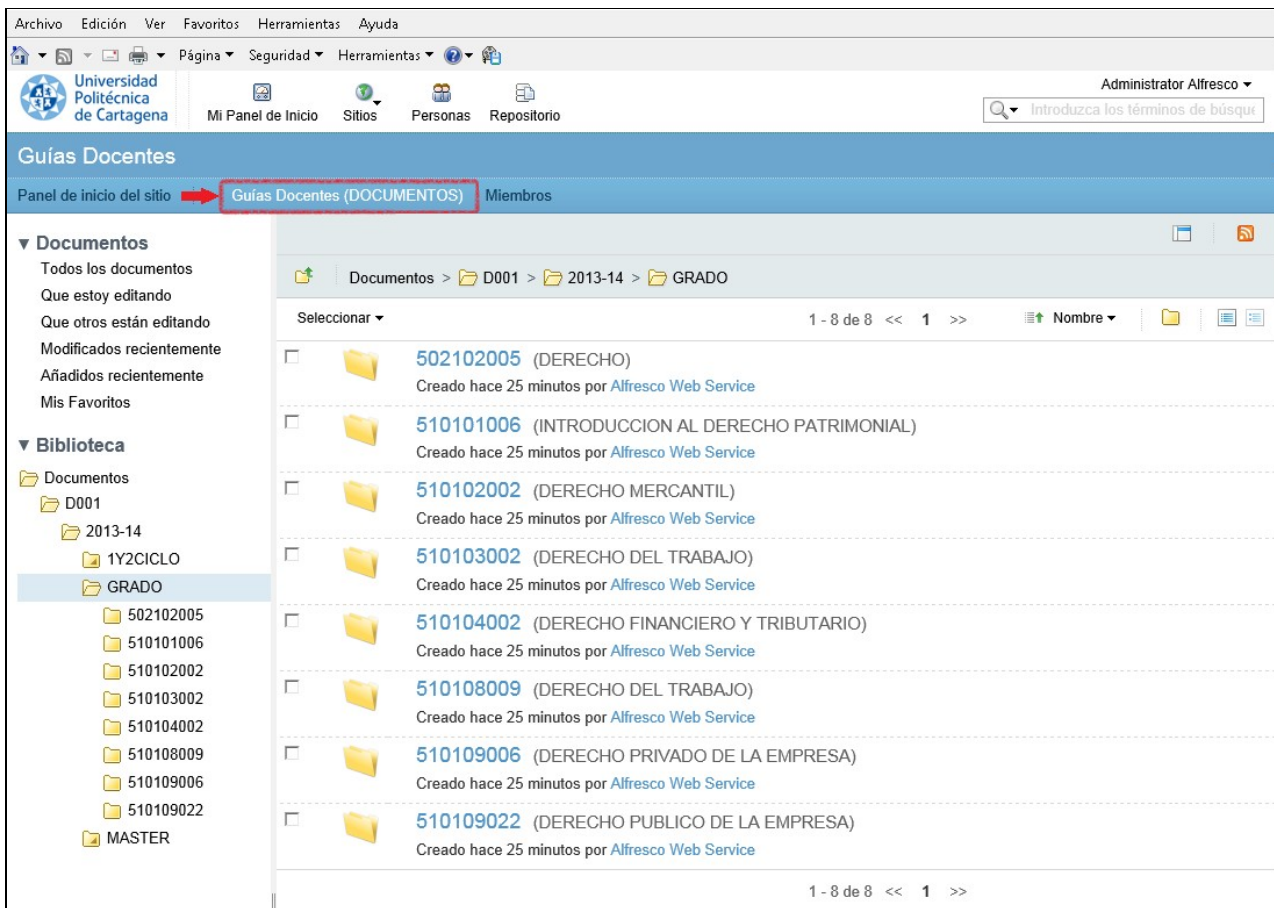 Archivo Edición Ver Favoritos Herramientas Ayuda
Página Seguridad Herramientas
Universidad
Politécnica
de Cartagena
Mi Panel de Inicio Sitios Personas Repositorio
Administrator Alfresco
Introduzca los términos de búsque
Guías Docentes
Panel de inicio del sitio Guías Docentes (DOCUMENTOS) Miembros
Documentos
Todos los documentos
Que estoy editando
Que otros están editando
Modificados recientemente
Añadidos recientemente
Mis Favoritos
Biblioteca
Documentos
D001
2013-14
1Y2CICLO
GRADO
502102005
510101006
510102002
510103002
510104002
510108009
510109006
510109022
MASTER
Documentos > D001 > 2013-14 > GRADO
Seleccionar 1 - 8 de 8 << 1 >> Nombre
502102005 (DERECHO)
Creado hace 25 minutos por Alfresco Web Service
510101006 (INTRODUCCION AL DERECHO PATRIMONIAL)
Creado hace 25 minutos por Alfresco Web Service
510102002 (DERECHO MERCANTIL)
Creado hace 25 minutos por Alfresco Web Service
510103002 (DERECHO DEL TRABAJO)
Creado hace 25 minutos por Alfresco Web Service
510104002 (DERECHO FINANCIERO Y TRIBUTARIO)
Creado hace 25 minutos por Alfresco Web Service
510108009 (DERECHO DEL TRABAJO)
Creado hace 25 minutos por Alfresco Web Service
510109006 (DERECHO PRIVADO DE LA EMPRESA)
Creado hace 25 minutos por Alfresco Web Service
510109022 (DERECHO PUBLICO DE LA EMPRESA)
Creado hace 25 minutos por Alfresco Web Service
1 - 8 de 8 << 1 >>